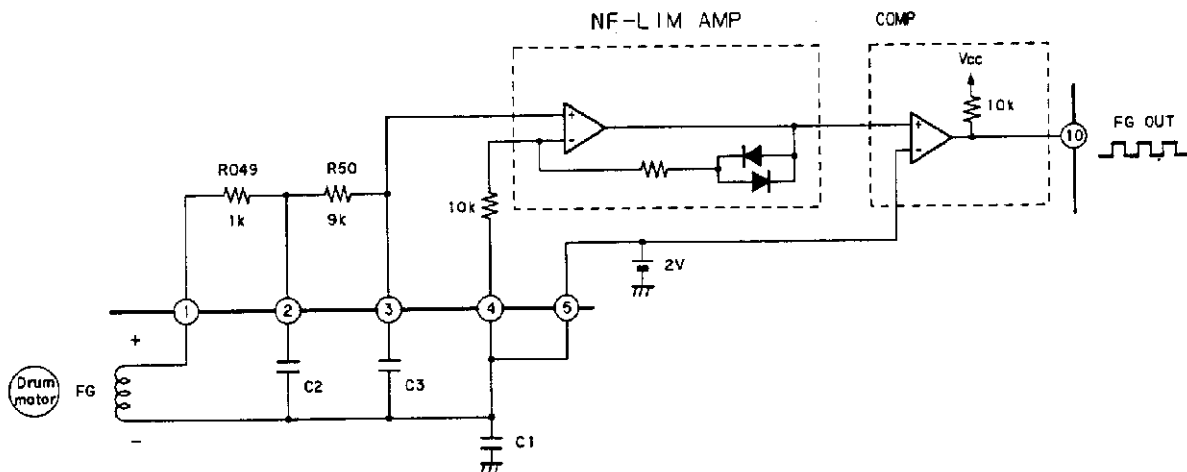 NF-LIM AMP
COMP
Vcc
10k
+
-
+
-
10
FG OUT
R049
1k
R50
9k
10k
2V
1
2
3
4
5
+
Drum
motor
FG
-
C2
C3
C1